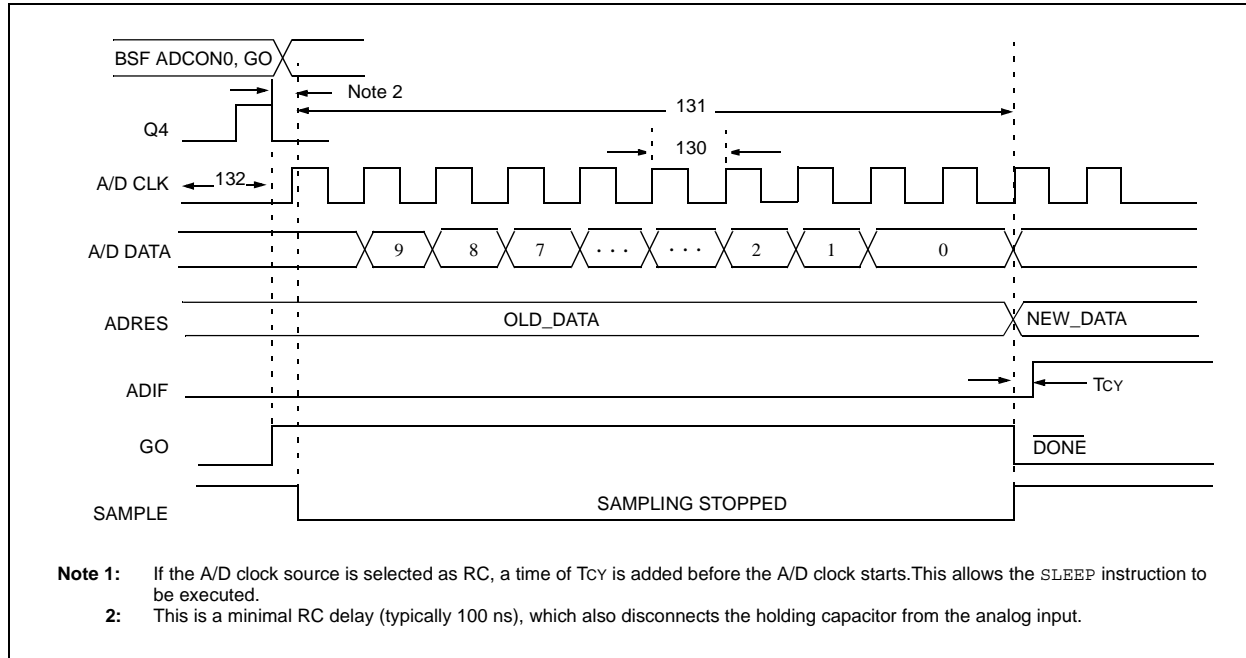 BSF ADCON0, GO
Note 2
131
Q4
130
A/D CLK
132
A/D DATA
9 8 7 · · · · · · 2 1 0
ADRES
OLD_DATA
NEW_DATA
ADIF
TCY
GO
DONE
SAMPLE
SAMPLING STOPPED
Note 1: If the A/D clock source is selected as RC, a time of TCY is added before the A/D clock starts.This allows the SLEEP instruction to
be executed.
2: This is a minimal RC delay (typically 100 ns), which also disconnects the holding capacitor from the analog input.